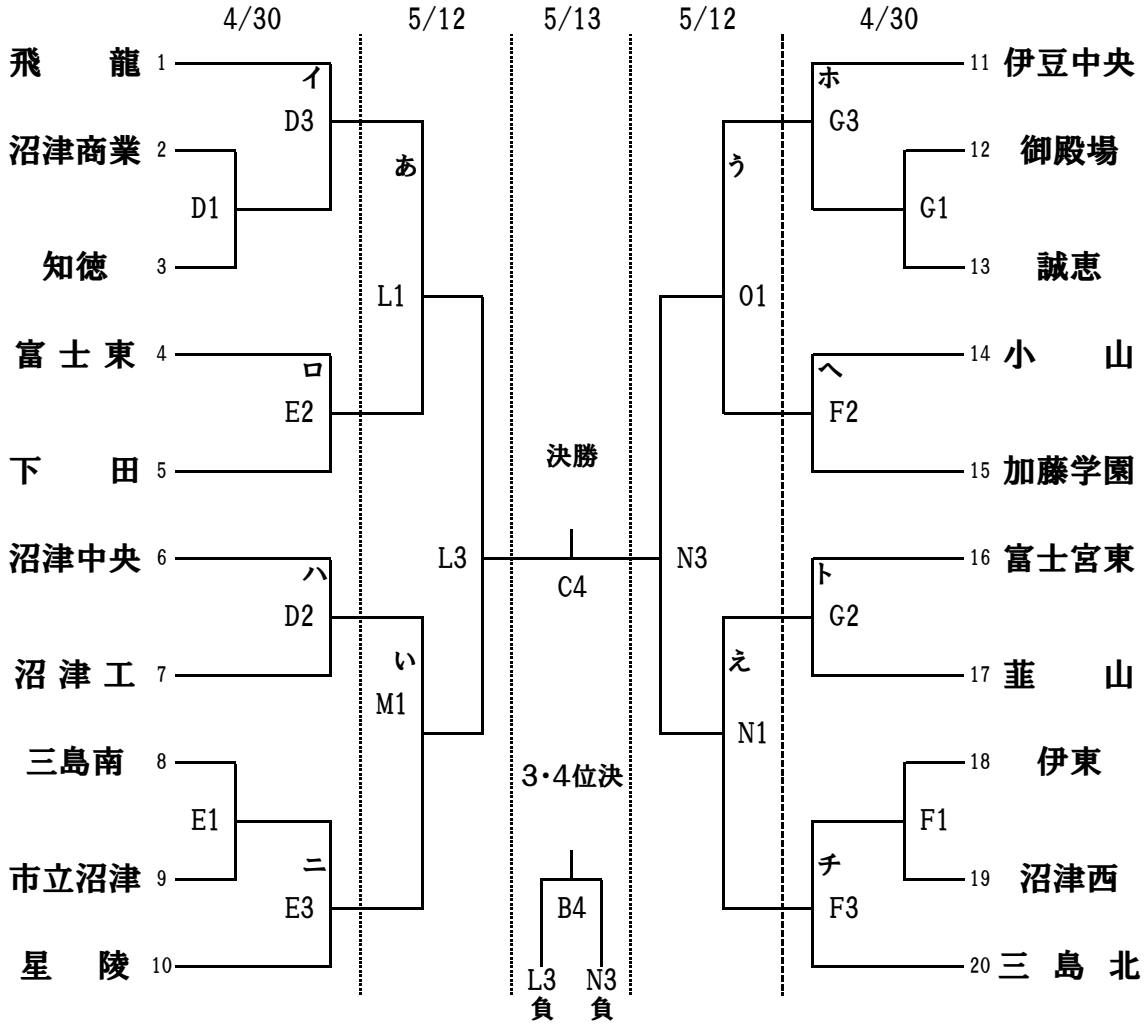 4/30 5/12 5/13 5/12 4/30
飛龍 1 イ ホ 11 伊豆中央
D3 G3
沼津商業 2 あ う 12 御殿場
D1 G1
知徳 3 13 誠恵
L1 O1
富士東 4 ロ ヘ 14 小山
E2 F2
決勝
下田 5 15 加藤学園
沼津中央 6 ハ L3 C4 N3 ト 16 富士宮東
D2 G2
沼津工 7 い え 17 韮山
M1 N1
三島南 8 3・4位決 18 伊東
E1 F1
市立沼津 9 ニ チ 19 沼津西
E3 B4 F3
星陵 10 20 三島北
L3 N3
負 負